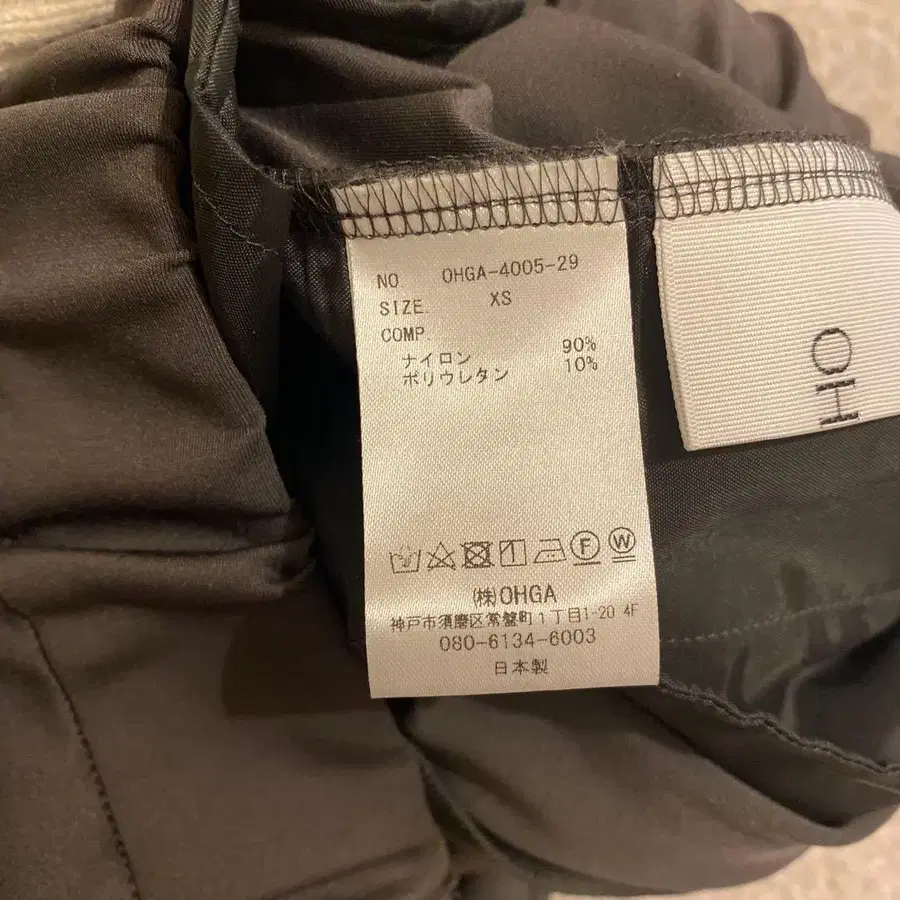 NO OHGA-4005-29
SIZE. XS
COMP.
ナイロン 90%
ポリウレタン 10%
F W
㈱OHGA
神戸市須磨区常盤町1丁目1-20 4F
080-6134-6003
日本製
OH